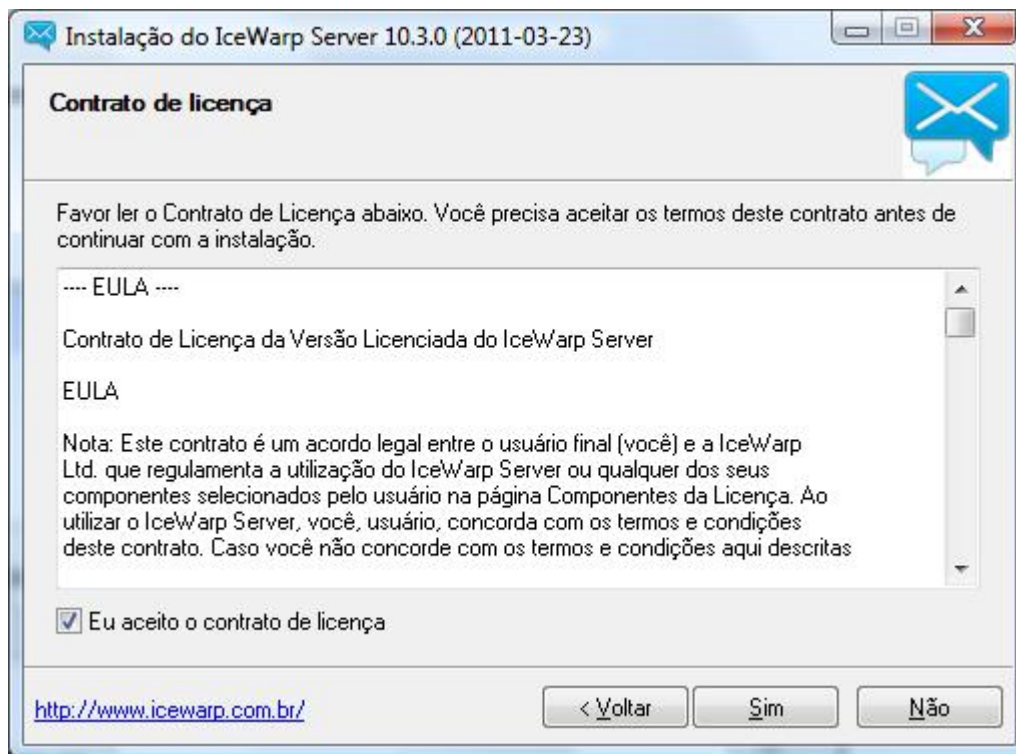 Instalação do IceWarp Server 10.3.0 (2011-03-23)
Contrato de licença
Favor ler o Contrato de Licença abaixo. Você precisa aceitar os termos deste contrato antes de
continuar com a instalação.
---- EULA ----
Contrato de Licença da Versão Licenciada do IceWarp Server
EULA
Nota: Este contrato é um acordo legal entre o usuário final (você) e a IceWarp
Ltd. que regulamenta a utilização do IceWarp Server ou qualquer dos seus
componentes selecionados pelo usuário na página Componentes da Licença. Ao
utilizar o IceWarp Server, você, usuário, concorda com os termos e condições
deste contrato. Caso você não concorde com os termos e condições aqui descritas
Eu aceito o contrato de licença
http://www.icewarp.com.br/
< Voltar
Sim
Não